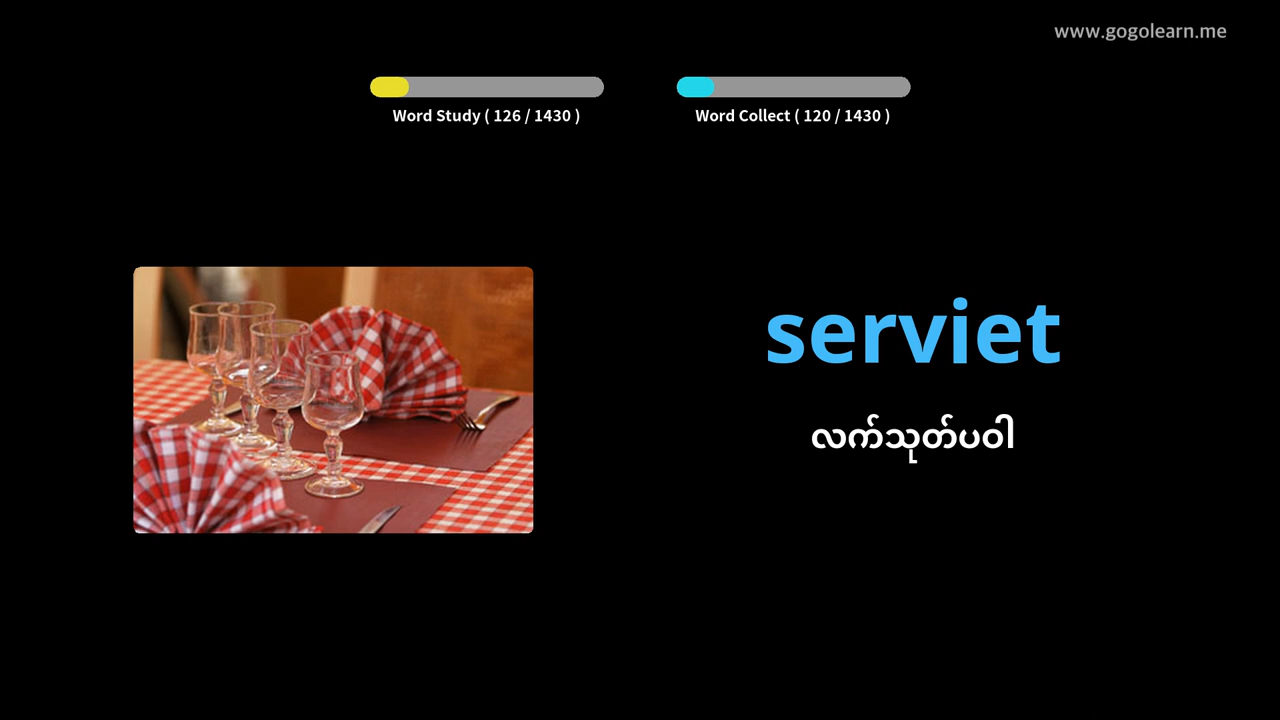 www.gogolearn.me
Word Study ( 126 / 1430 )
Word Collect ( 120 / 1430 )
serviet
လက်သုတ်ပဝါ